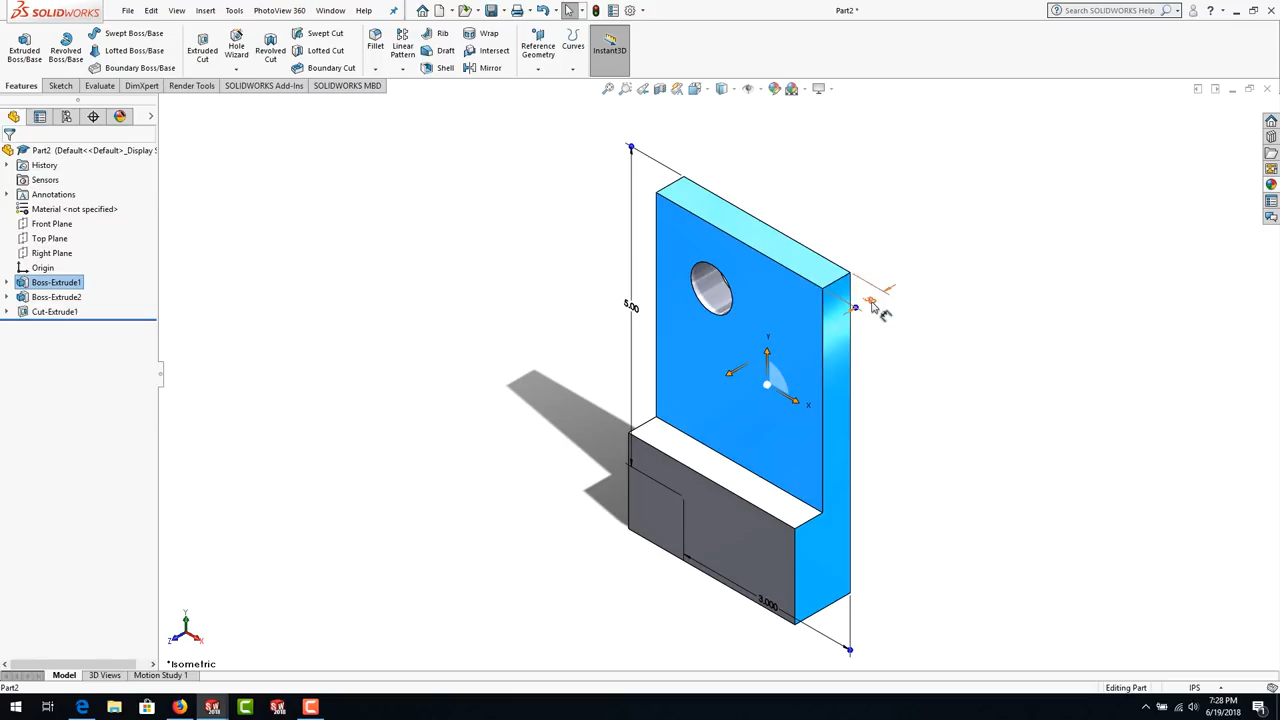 SOLIDWORKS File Edit View Insert Tools PhotoView 360 Window Help Part2 * Search SOLIDWORKS Help
Extruded Boss/Base
Revolved Boss/Base
Swept Boss/Base
Lofted Boss/Base
Boundary Boss/Base
Extruded Cut
Hole Wizard
Revolved Cut
Swept Cut
Lofted Cut
Boundary Cut
Fillet
Linear Pattern
Rib
Draft
Shell
Wrap
Intersect
Mirror
Reference Geometry
Curves
Instant3D
Features Sketch Evaluate DimXpert Render Tools SOLIDWORKS Add-Ins SOLIDWORKS MBD
Part2 (Default<<Default>_Display S
History
Sensors
Annotations
Material <not specified>
Front Plane
Top Plane
Right Plane
Origin
Boss-Extrude1
Boss-Extrude2
Cut-Extrude1
5.00
Y
X
3.000
Y
Z X
*Isometric
Model 3D Views Motion Study 1
Part2 Editing Part IPS
SW 2018
7:28 PM
6/19/2018